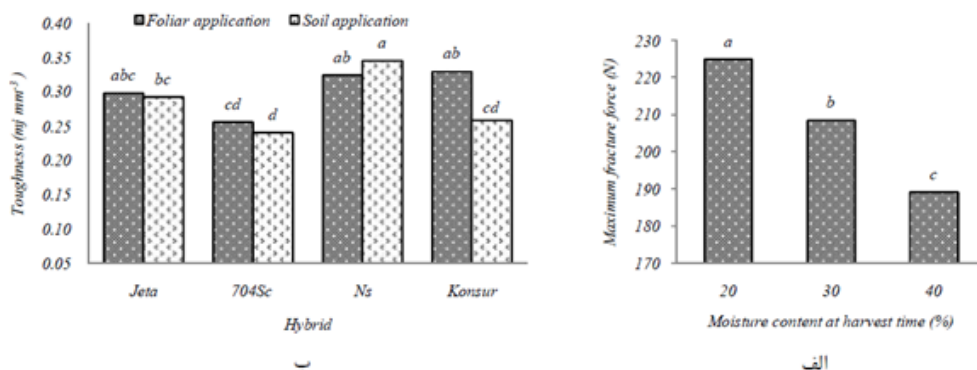 Foliar application Soil application
Toughness (mj mm⁻³)
0.40
0.35
0.30
0.25
0.20
0.15
0.10
0.05
abc bc cd d ab a ab cd
Jeta 704Sc Ns Konsur
Hybrid
ب
Maximum fracture force (N)
230
220
210
200
190
180
170
a b c
20 30 40
Moisture content at harvest time (%)
الف